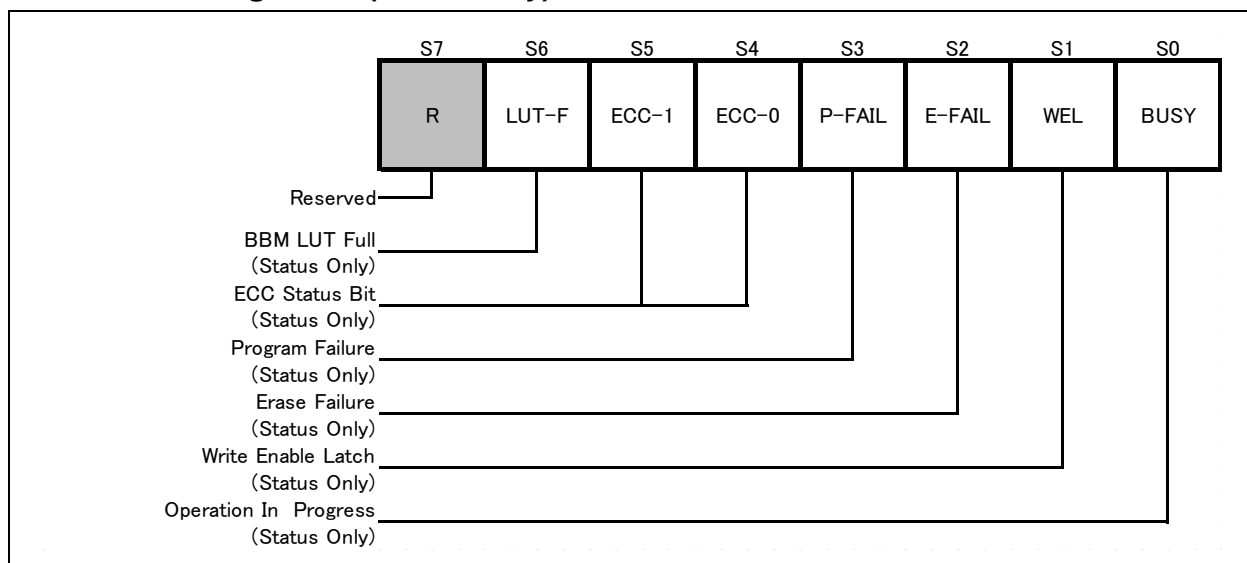 S7 S6 S5 S4 S3 S2 S1 S0
R LUT-F ECC-1 ECC-0 P-FAIL E-FAIL WEL BUSY
Reserved
BBM LUT Full
(Status Only)
ECC Status Bit
(Status Only)
Program Failure
(Status Only)
Erase Failure
(Status Only)
Write Enable Latch
(Status Only)
Operation In Progress
(Status Only)